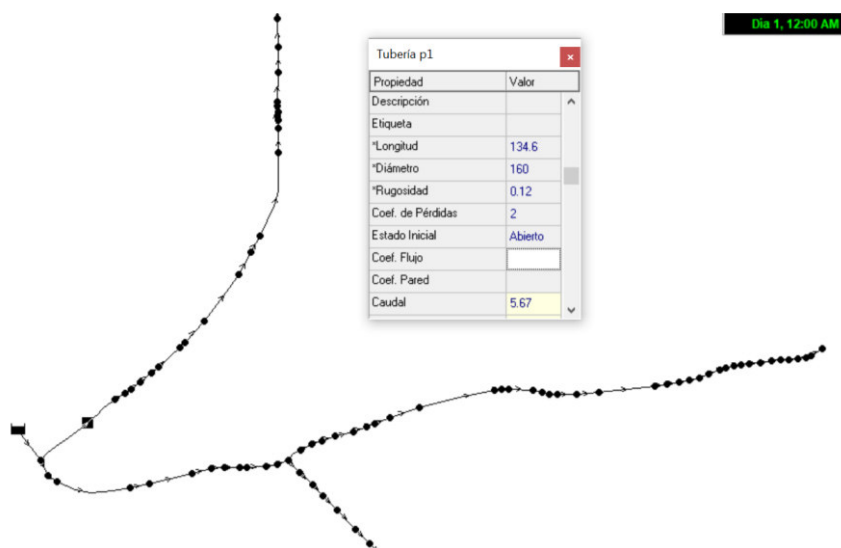 Dia 1, 12:00 AM
Tubería p1
Propiedad Valor
Descripción
Etiqueta
*Longitud 134.6
*Diámetro 160
*Rugosidad 0.12
Coef. de Pérdidas 2
Estado Inicial Abierto
Coef. Flujo
Coef. Pared
Caudal 5.67